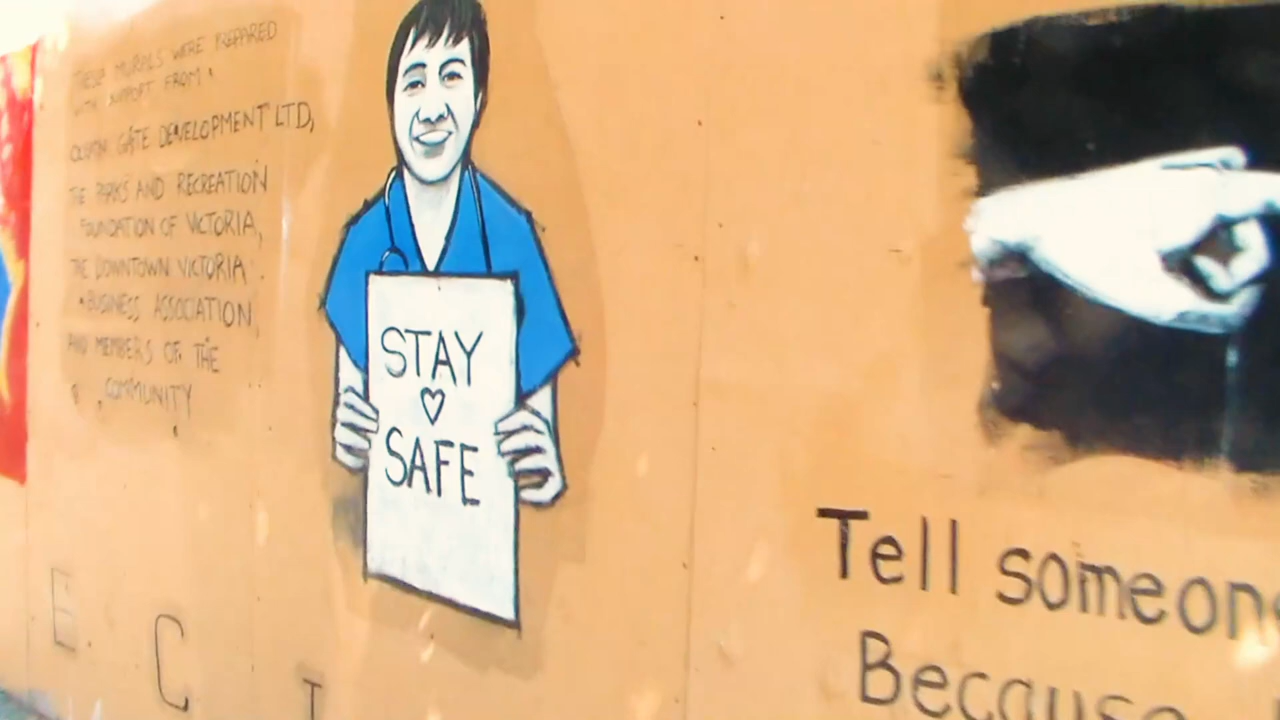 THESE MURALS WERE PREPARED
WITH SUPPORT FROM
GATE DEVELOPMENT LTD,
THE PARKS AND RECREATION
FOUNDATION OF VICTORIA,
THE DOWNTOWN VICTORIA
BUSINESS ASSOCIATION,
AND MEMBERS OF THE
COMMUNITY
STAY
♡
SAFE
Tell someone
Because
E C T